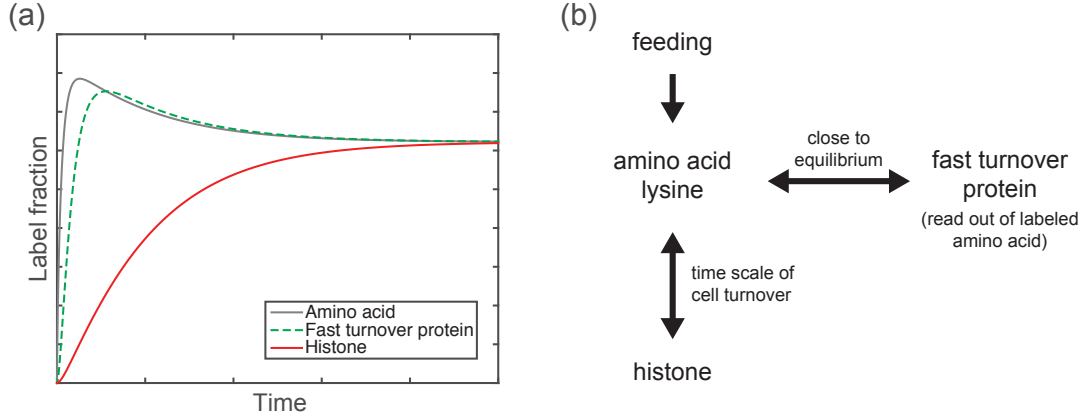 (a)
Label fraction
Amino acid
Fast turnover protein
Histone
Time
(b)
feeding
amino acid
lysine
close to
equilibrium
fast turnover
protein
(read out of labeled
amino acid)
time scale of
cell turnover
histone